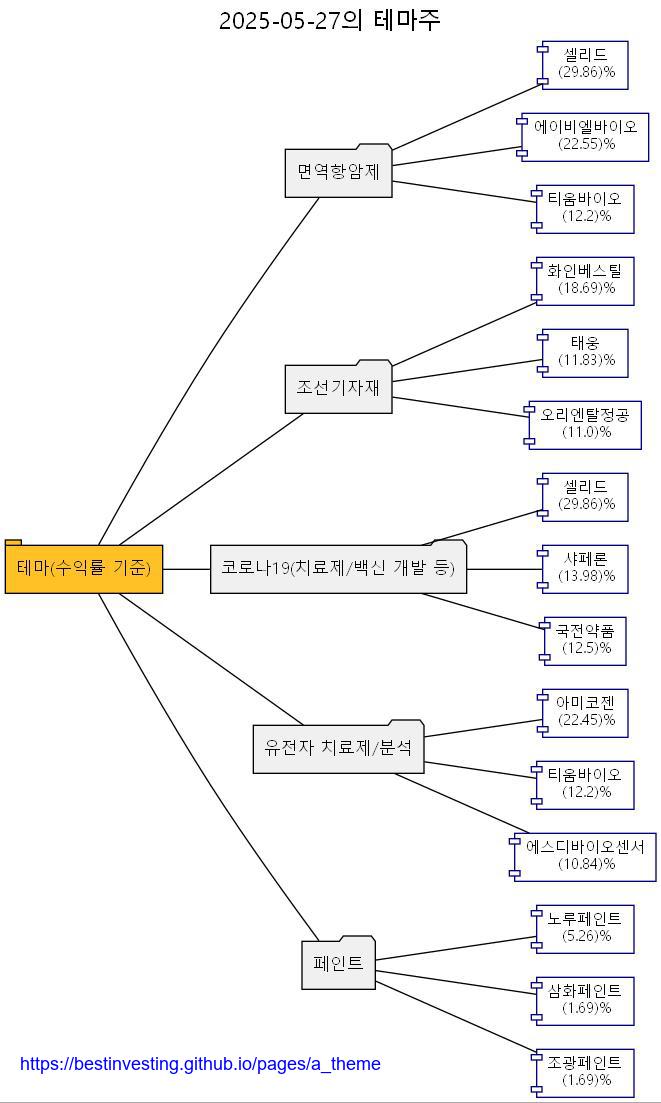 2025-05-27의 테마주
테마(수익률 기준)
면역항암제
셀리드
(29.86)%
에이비엘바이오
(22.55)%
티움바이오
(12.2)%
조선기자재
화인베스틸
(18.69)%
태웅
(11.83)%
오리엔탈정공
(11.0)%
코로나19(치료제/백신 개발 등)
셀리드
(29.86)%
샤페론
(13.98)%
국전약품
(12.5)%
유전자 치료제/분석
아미코젠
(22.45)%
티움바이오
(12.2)%
에스디바이오센서
(10.84)%
페인트
노루페인트
(5.26)%
삼화페인트
(1.69)%
조광페인트
(1.69)%
https://bestinvesting.github.io/pages/a_theme